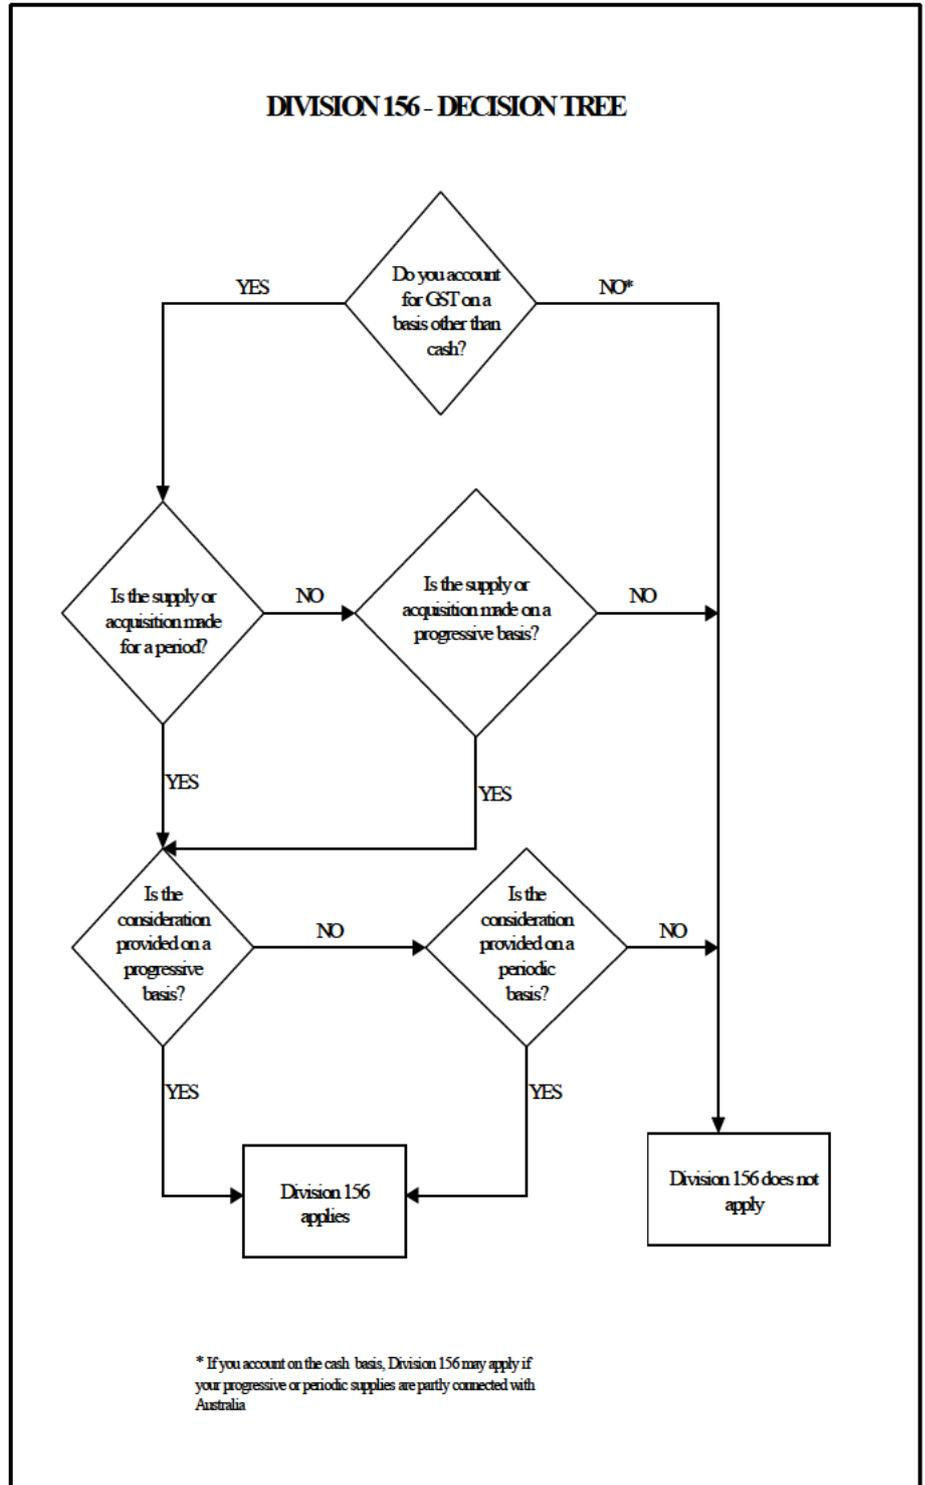 DIVISION 156 - DECISION TREE
Do you account
for GST on a
basis other than
cash?
YES
NO*
Is the supply or
acquisition made
for a period?
NO
Is the supply or
acquisition made on a
progressive basis?
NO
YES
YES
Is the
consideration
provided on a
progressive
basis?
NO
Is the
consideration
provided on a
periodic
basis?
NO
YES
YES
Division 156
applies
Division 156 does not
apply
* If you account on the cash basis, Division 156 may apply if
your progressive or periodic supplies are partly connected with
Australia